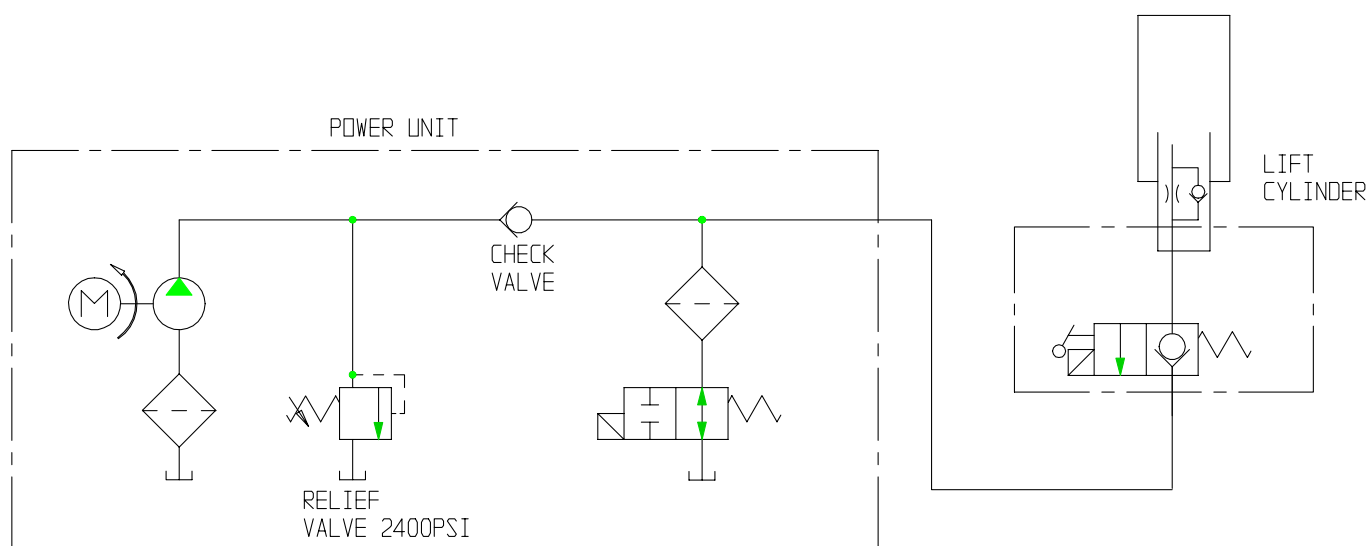 POWER UNIT
LIFT
CYLINDER
CHECK
VALVE
M
RELIEF
VALVE 2400PSI